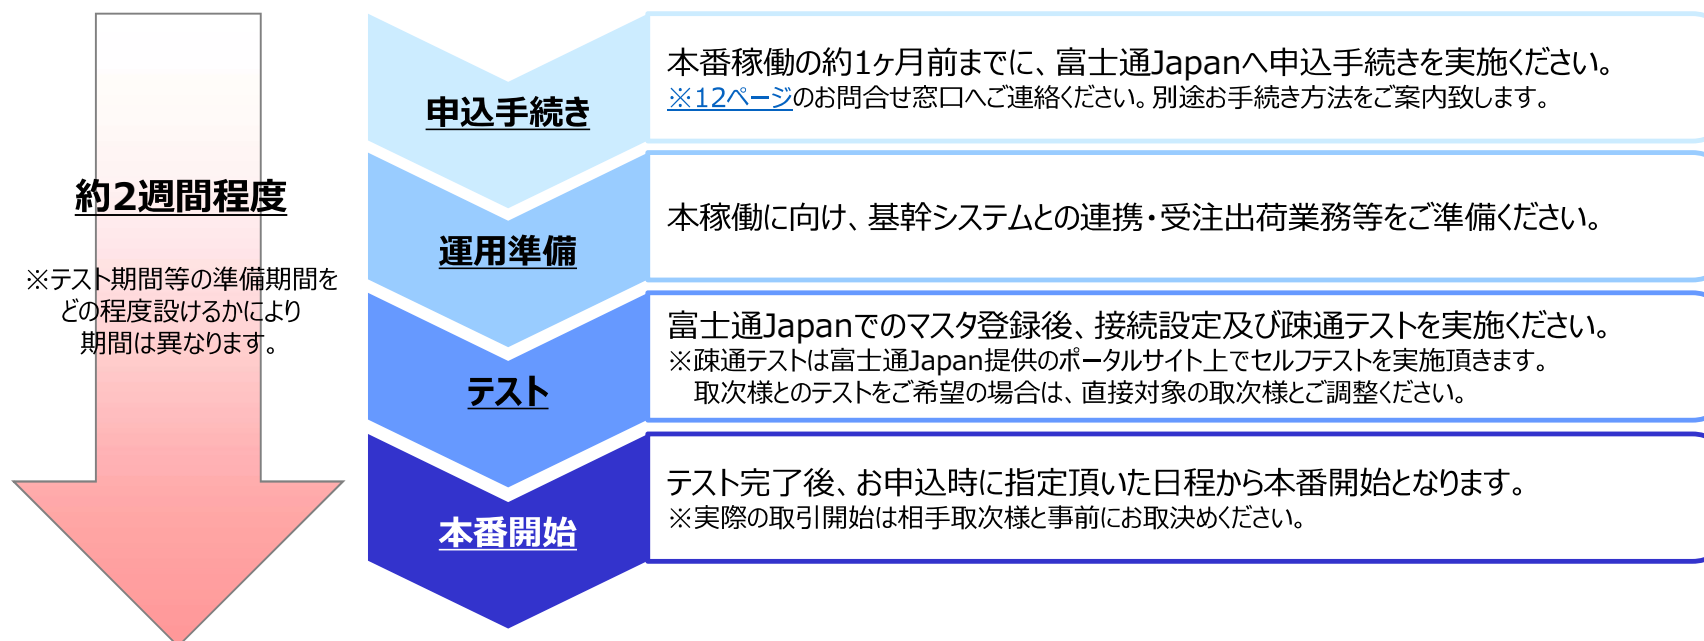 約2週間程度
※テスト期間等の準備期間を
どの程度設けるかにより
期間は異なります。
申込手続き
本番稼働の約1ヶ月前までに、富士通Japanへ申込手続きを実施ください。
※12ページのお問合せ窓口へご連絡ください。別途お手続き方法をご案内致します。
運用準備
本稼働に向け、基幹システムとの連携・受注出荷業務等をご準備ください。
テスト
富士通Japanでのマスタ登録後、接続設定及び疎通テストを実施ください。
※疎通テストは富士通Japan提供のポータルサイト上でセルフテストを実施頂きます。
取次様とのテストをご希望の場合は、直接対象の取次様とご調整ください。
本番開始
テスト完了後、お申込時に指定頂いた日程から本番開始となります。
※実際の取引開始は相手取次様と事前にお取決めください。